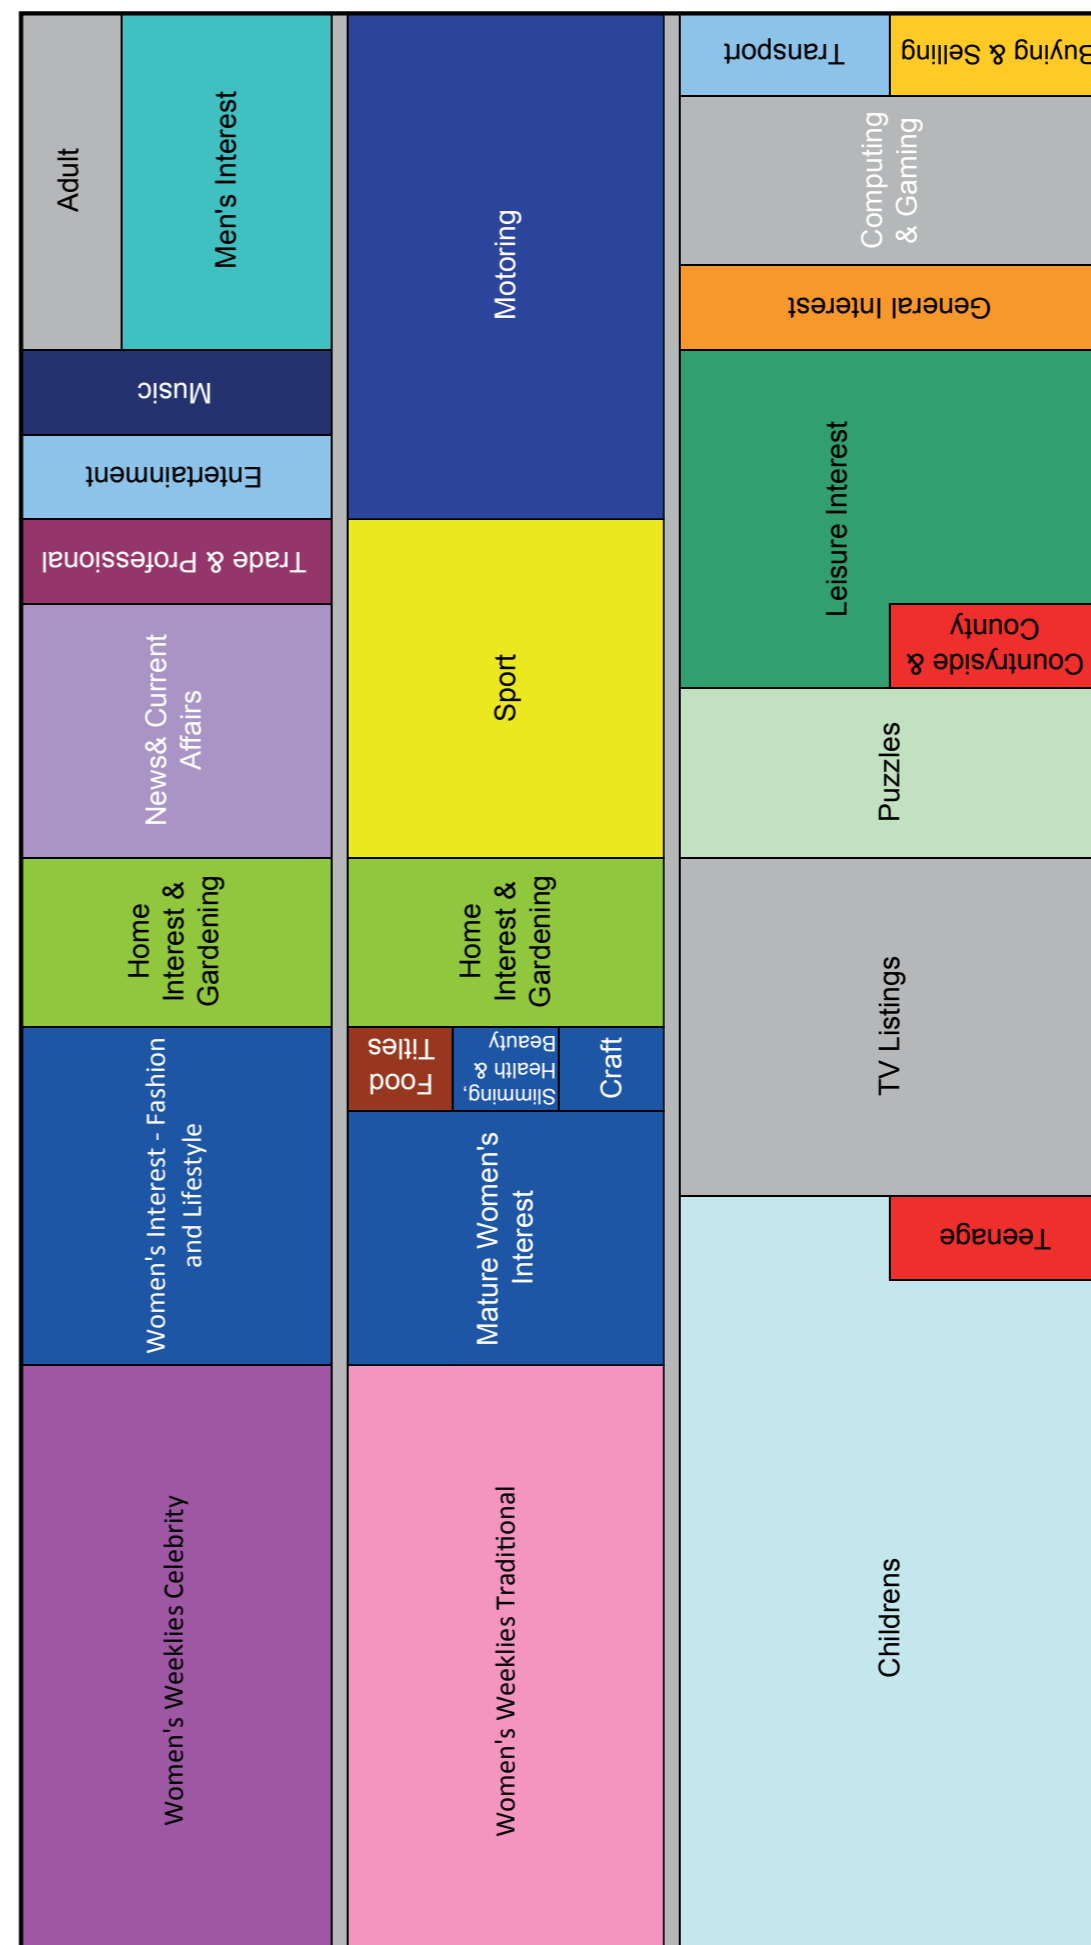 Adult
Men's Interest
Music
Entertainment
Trade & Professional
News& Current
Affairs
Home
Interest &
Gardening
Women's Interest - Fashion
and Lifestyle
Women's Weeklies Celebrity
Motoring
Sport
Home
Interest &
Gardening
Food
Titles
Slimming,
Health &
Beauty
Craft
Mature Women's
Interest
Women's Weeklies Traditional
Transport
Buying & Selling
Computing
& Gaming
General Interest
Leisure Interest
Countryside &
County
Puzzles
TV Listings
Teenage
Childrens